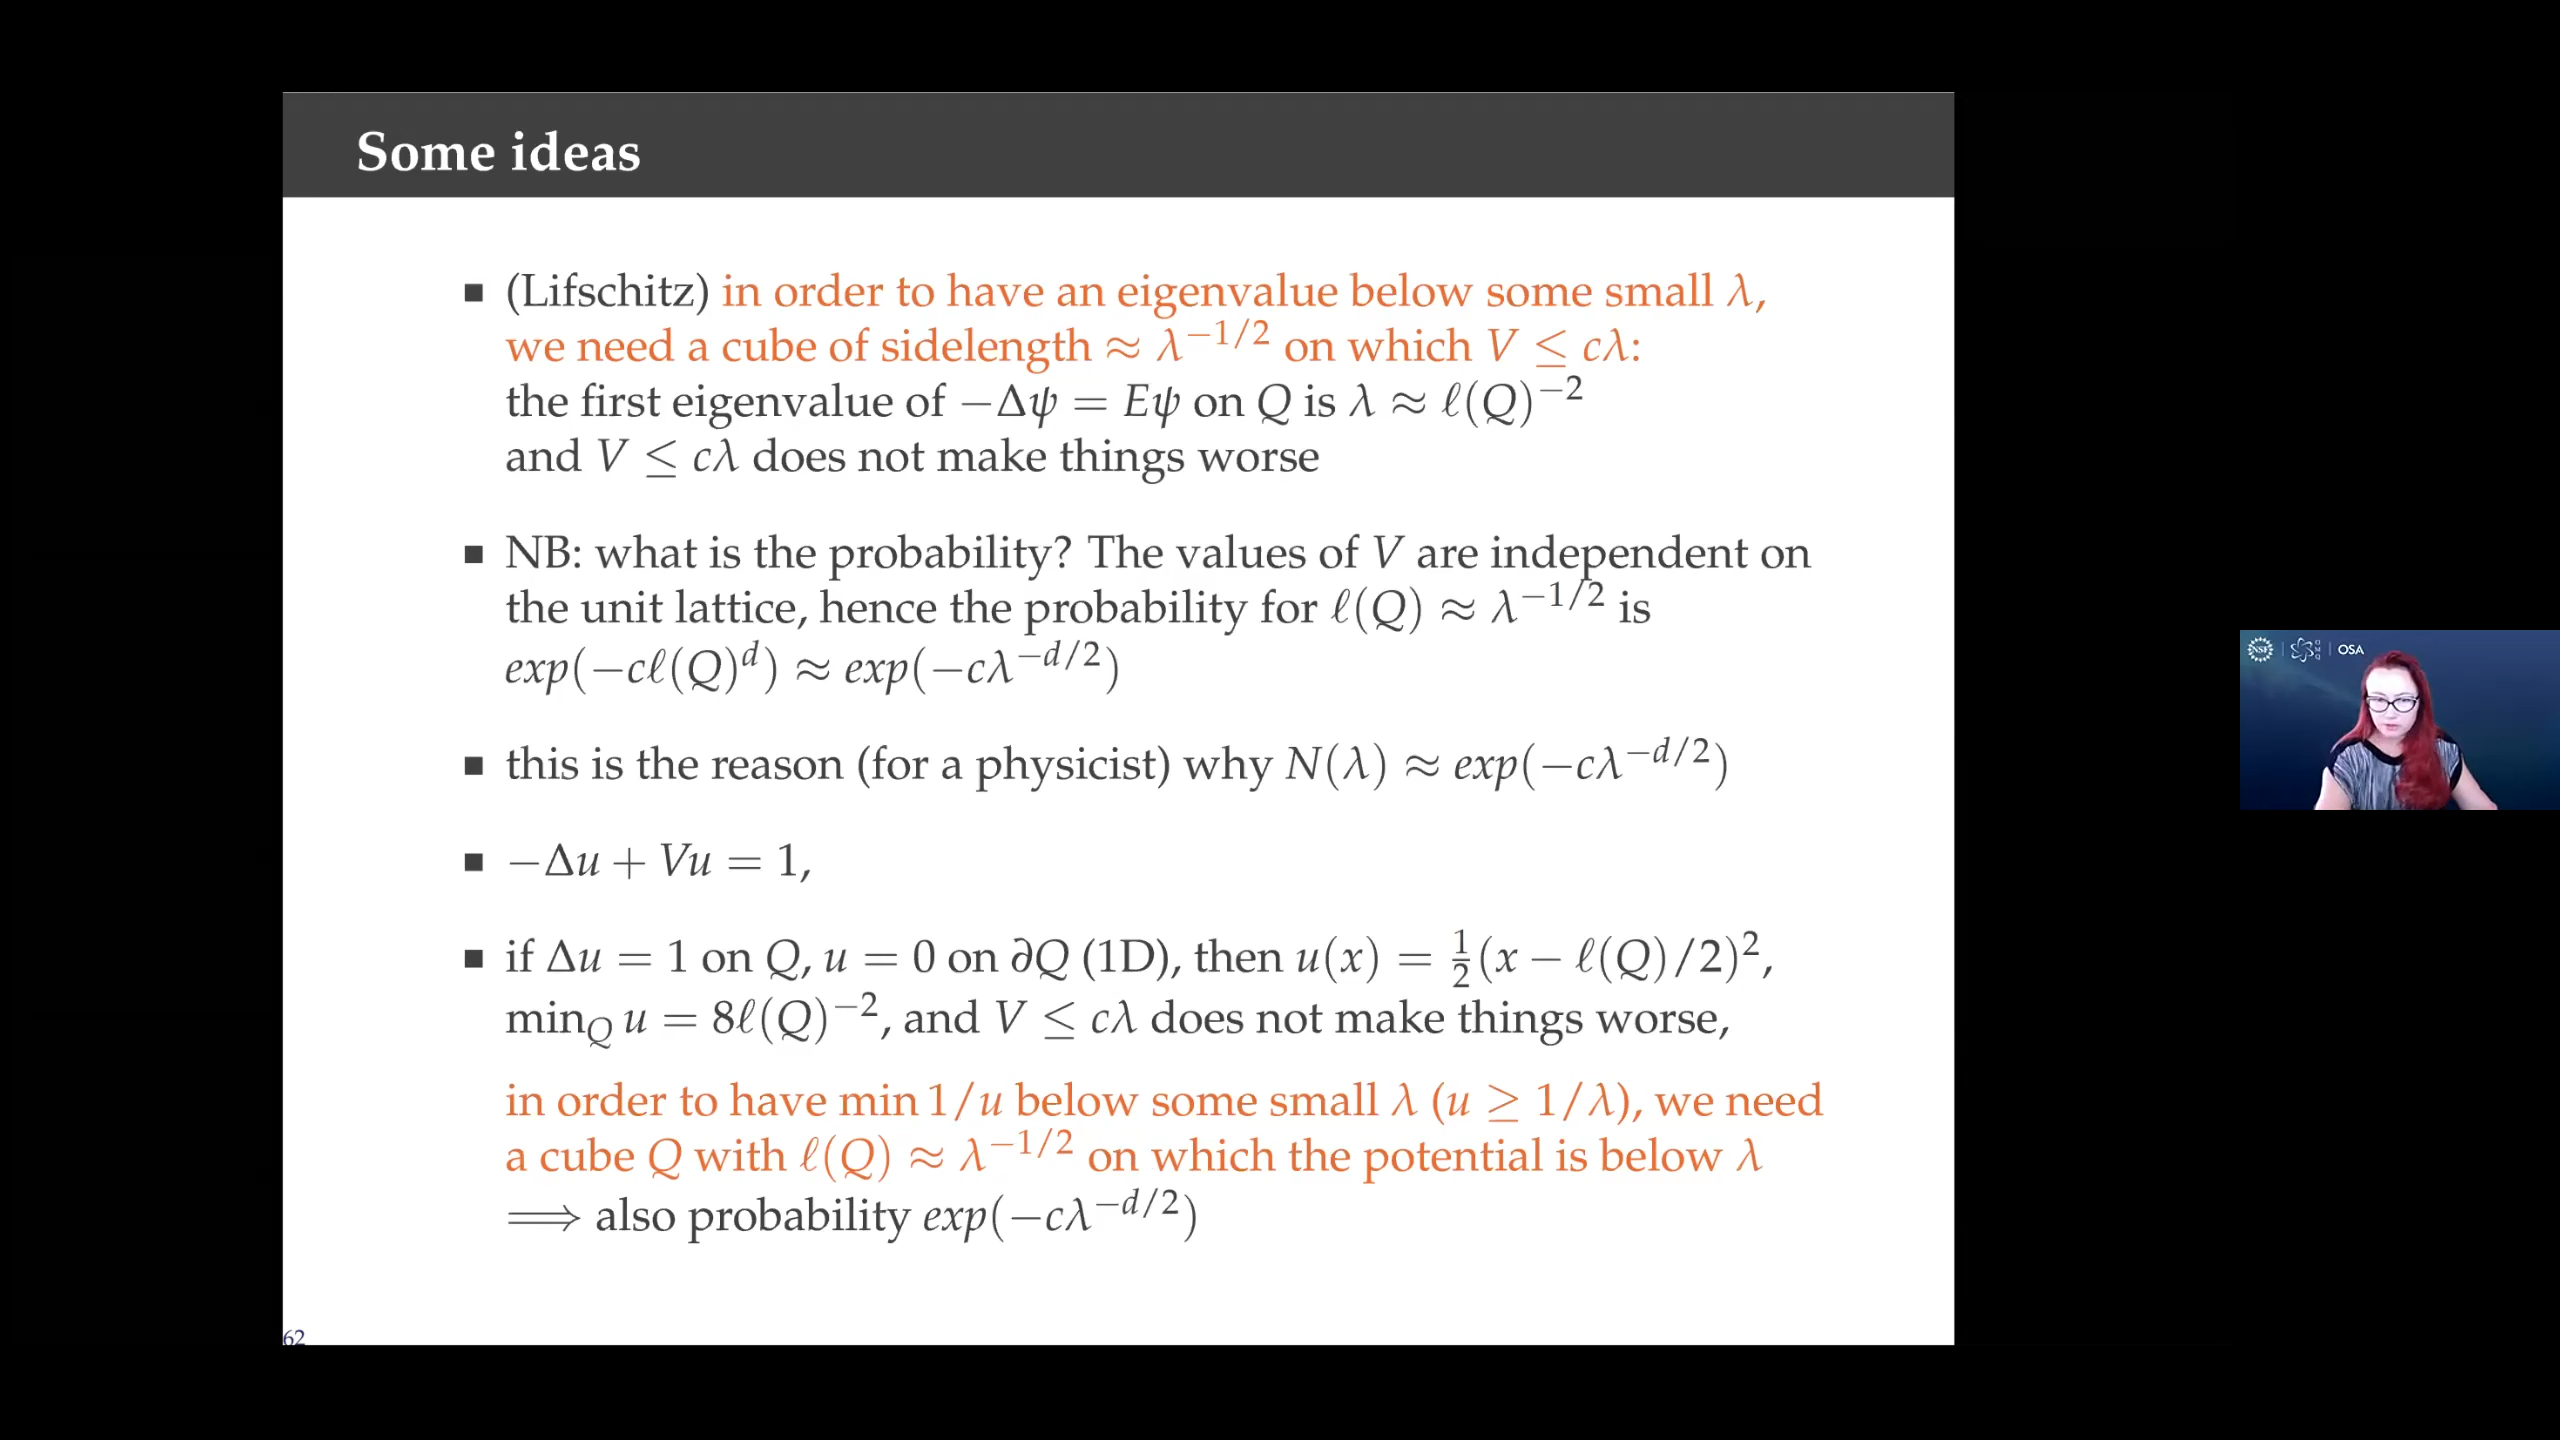 Some ideas
▪ (Lifschitz) in order to have an eigenvalue below some small λ,
we need a cube of sidelength ≈ λ^{−1/2} on which V ≤ cλ:
the first eigenvalue of −Δψ = Eψ on Q is λ ≈ ℓ(Q)^{−2}
and V ≤ cλ does not make things worse
▪ NB: what is the probability? The values of V are independent on
the unit lattice, hence the probability for ℓ(Q) ≈ λ^{−1/2} is
exp(−cℓ(Q)^d) ≈ exp(−cλ^{−d/2})
▪ this is the reason (for a physicist) why N(λ) ≈ exp(−cλ^{−d/2})
▪ −Δu + Vu = 1,
▪ if Δu = 1 on Q, u = 0 on ∂Q (1D), then u(x) = ½(x − ℓ(Q)/2)²,
min_Q u = 8ℓ(Q)^{−2}, and V ≤ cλ does not make things worse,
in order to have min 1/u below some small λ (u ≥ 1/λ), we need
a cube Q with ℓ(Q) ≈ λ^{−1/2} on which the potential is below λ
⟹ also probability exp(−cλ^{−d/2})
62
NSF
OSA